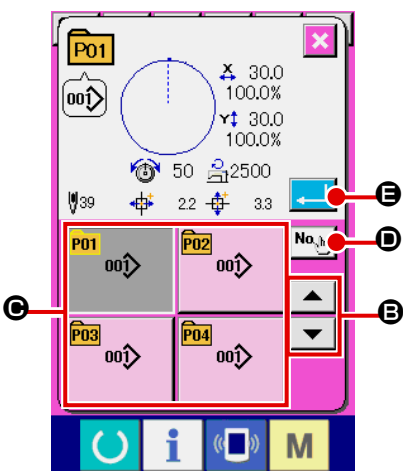 P01
X 30.0
100.0%
001
Y 30.0
100.0%
50 2500
E
39 2.2 3.3
No.
D
P01 P02
001 001
C B
P03 P04
001 001
i M